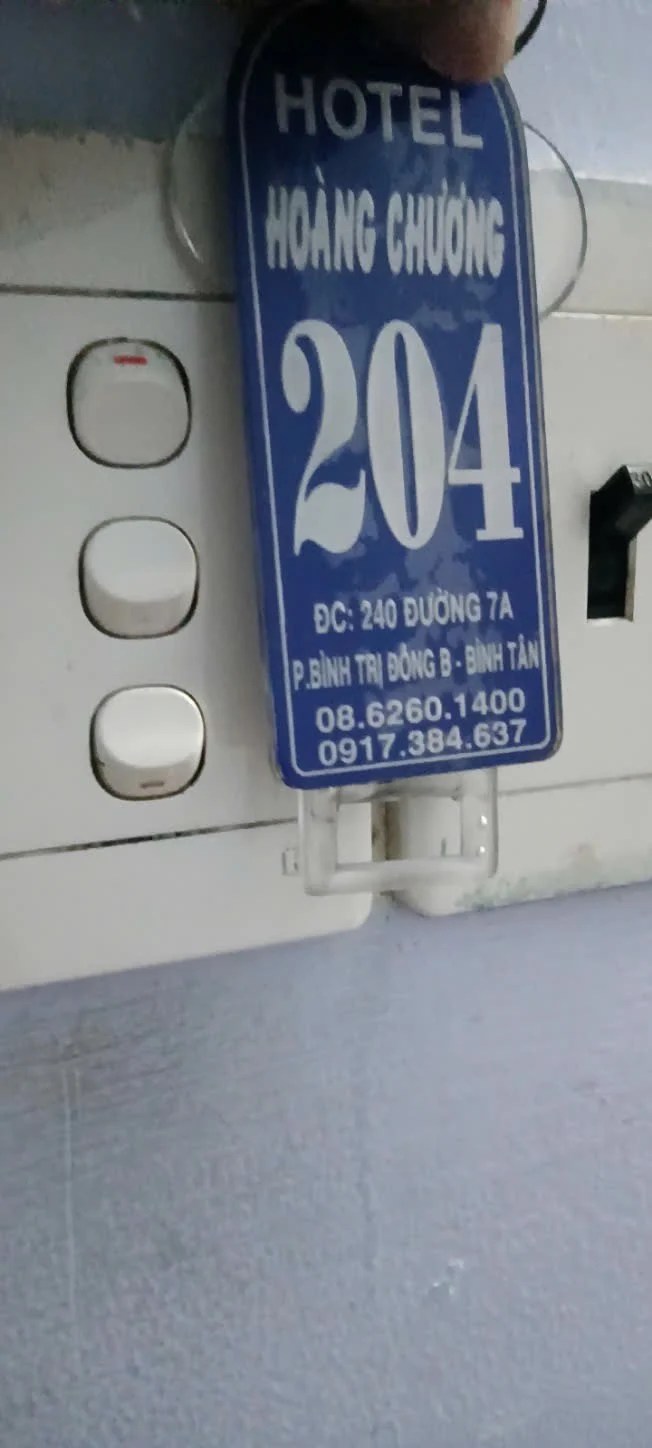 HOTEL
HOÀNG CHƯƠNG
204
ĐC: 240 ĐƯỜNG 7A
P.BÌNH TRỊ ĐÔNG B - BÌNH TÂN
08.6260.1400
0917.384.637